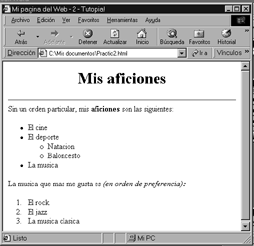 Mi pagina del Web - 2 - Tutopia!
Archivo Edición Ver Favoritos Herramientas Ayuda
Atrás Adelante Detener Actualizar Inicio Búsqueda Favoritos Historial
Dirección C:\Mis documentos\Practic2.html Ir a Vínculos »
Mis aficiones
Sin un orden particular, mis aficiones son las siguientes:
El cine
El deporte
Natacion
Baloncesto
La musica
La musica que mas me gusta es (en orden de preferencia):
1. El rock
2. El jazz
3. La musica clasica
Listo Mi PC